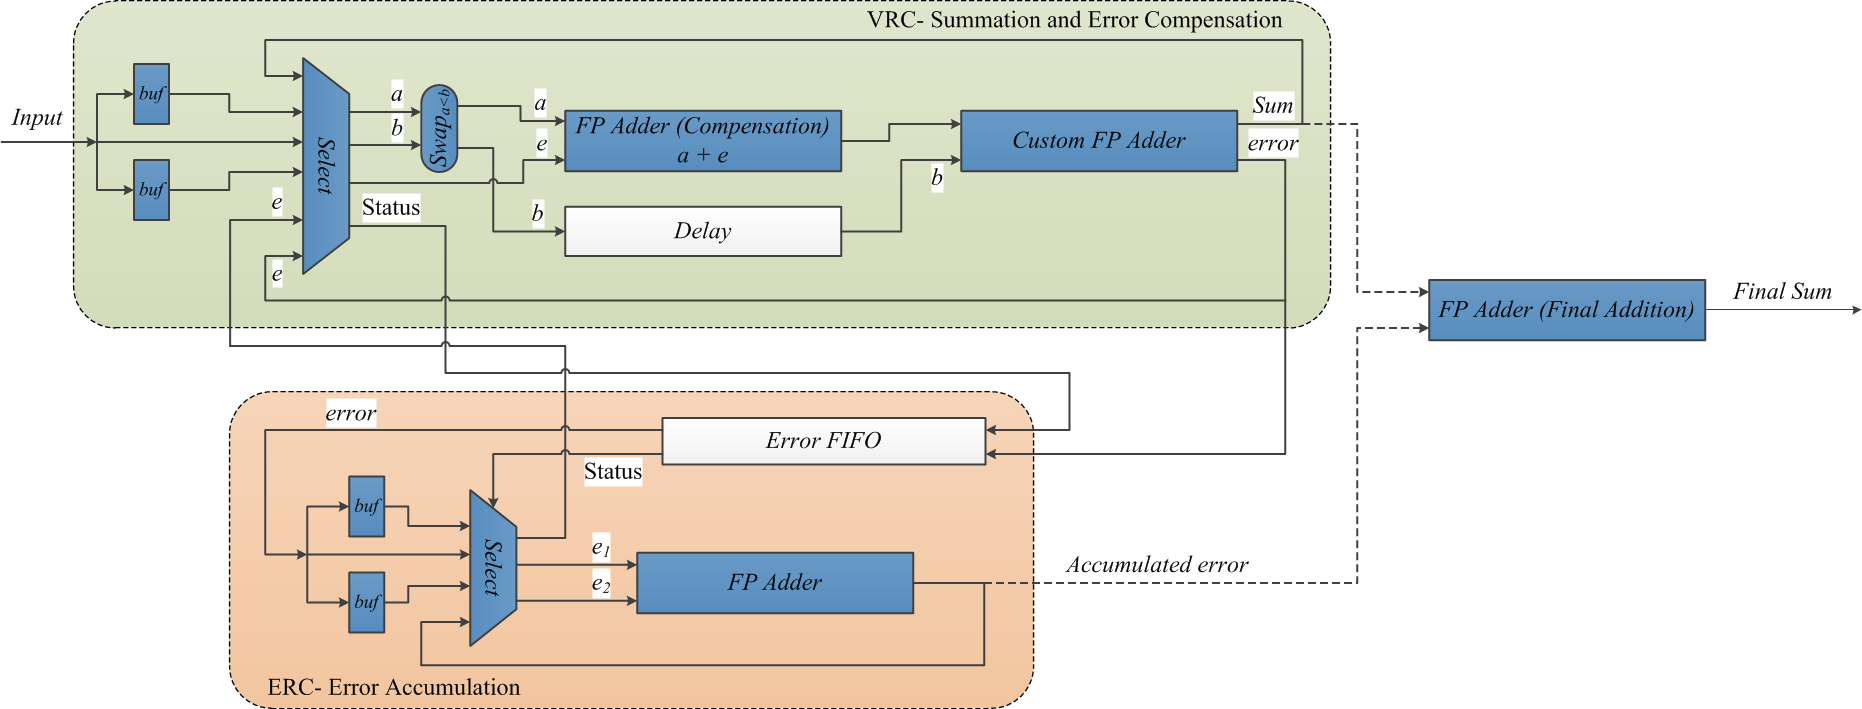 VRC- Summation and Error Compensation
Input
buf
buf
Select
a
b
Swap
a<b
a
e
FP Adder (Compensation)
a + e
Custom FP Adder
Sum
error
b
b
Delay
e
e
Status
FP Adder (Final Addition)
Final Sum
error
Error FIFO
Status
buf
buf
Select
e1
e2
FP Adder
Accumulated error
ERC- Error Accumulation